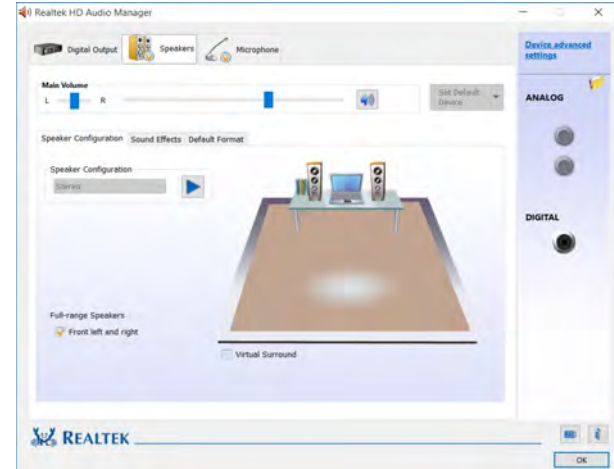 Realtek HD Audio Manager
Digital Output
Speakers
Microphone
Device advanced
settings
Main Volume
L
R
Set Default
Device
ANALOG
Speaker Configuration
Sound Effects
Default Format
Speaker Configuration
Stereo
DIGITAL
Full-range Speakers
Front left and right
Virtual Surround
REALTEK
OK